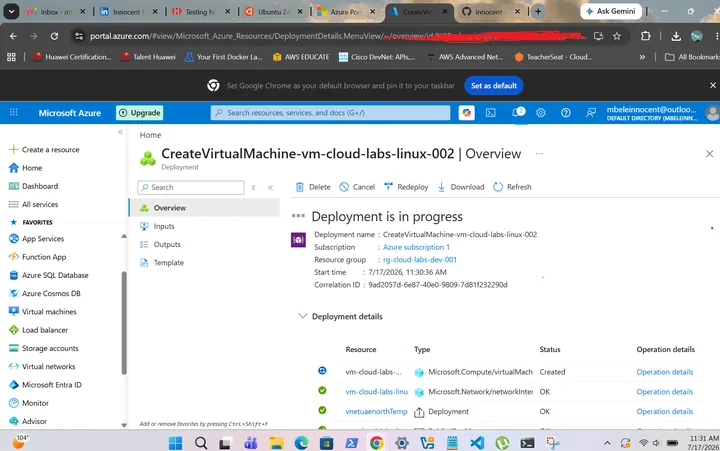 Inbox - m
Innocent
Testing N
Ubuntu 24
Azure Porta
CreateVirt
innocent-
Ask Gemini
portal.azure.com/#view/Microsoft_Azure_Resources/DeploymentDetails.MenuView/
Huawei Certification...
Talent Huawei
Your First Docker La...
AWS EDUCATE
Cisco DevNet: APIs,...
AWS Advanced Net...
TeacherSeat - Cloud...
All Bookmarks
Set Google Chrome as your default browser and pin it to your taskbar
Set as default
Microsoft Azure
Upgrade
Search resources, services, and docs (G+/)
2
mbeleinnocent@outloo...
DEFAULT DIRECTORY (MBELEIN...
Create a resource
Home
Dashboard
All services
FAVORITES
App Services
Function App
Azure SQL Database
Azure Cosmos DB
Virtual machines
Load balancer
Storage accounts
Virtual networks
Microsoft Entra ID
Monitor
Advisor
Home
CreateVirtualMachine-vm-cloud-labs-linux-002 | Overview
Deployment
Search
Overview
Inputs
Outputs
Template
Add or remove favorites by pressing Ctrl+Shift+F
Delete
Cancel
Redeploy
Download
Refresh
Deployment is in progress
Deployment name : CreateVirtualMachine-vm-cloud-labs-linux-002
Subscription : Azure subscription 1
Resource group : rg-cloud-labs-dev-001
Start time : 7/17/2026, 11:30:36 AM
Correlation ID : 9ad2057d-6e87-40e0-9809-7d81f232290d
Deployment details
Resource Type Status Operation details
vm-cloud-labs-... Microsoft.Compute/virtualMach Created Operation details
vm-cloud-labs-linu Microsoft.Network/networkInter OK Operation details
vnetuaenorthTemp Deployment OK Operation details
104°
11:31 AM
7/17/2026